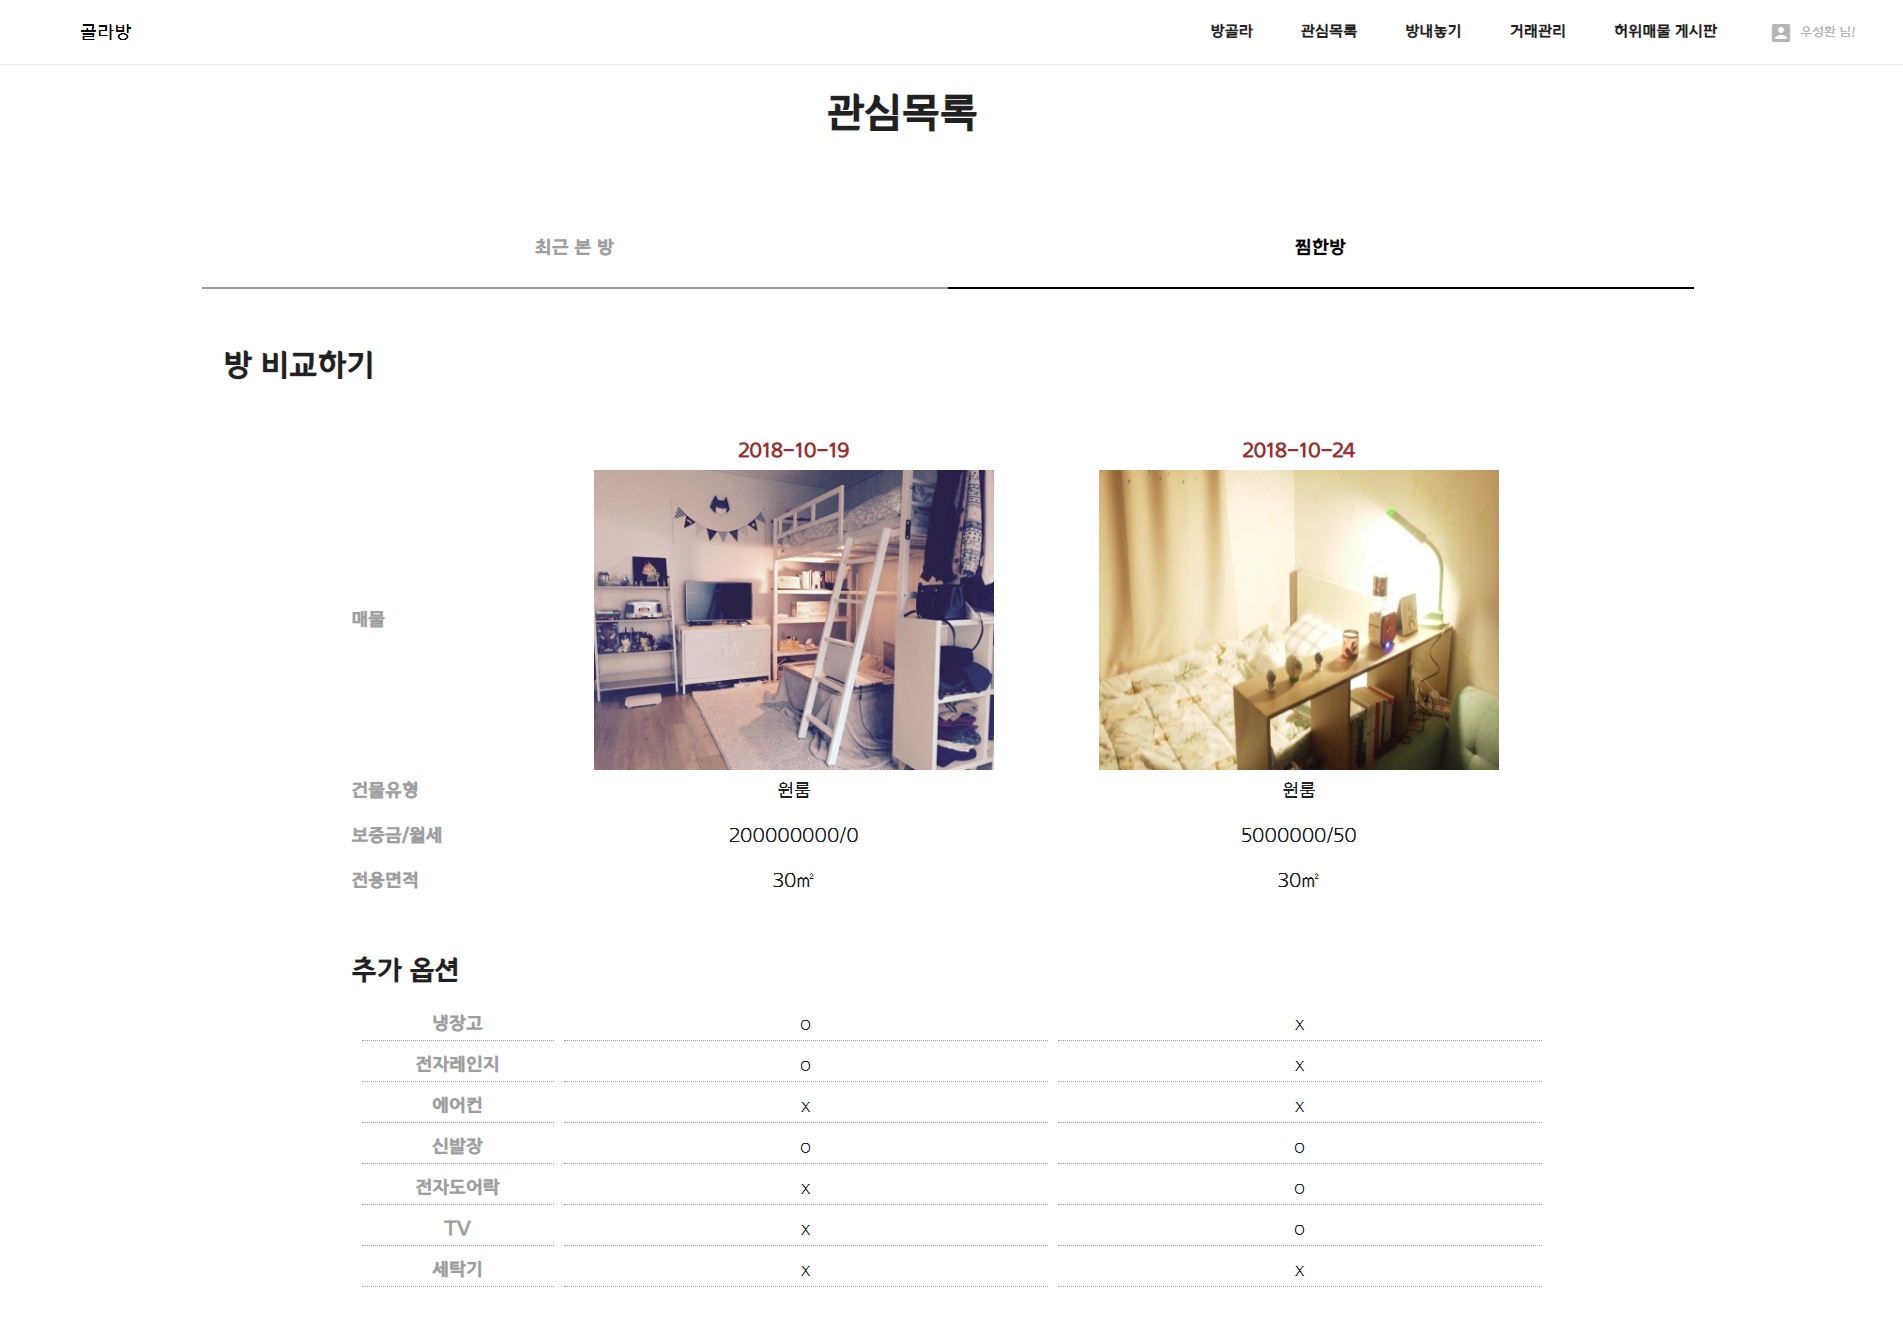 골라방
방골라 관심목록 방내놓기 거래관리 허위매물 게시판 우성환 님!
관심목록
최근 본 방 찜한방
방 비교하기
2018-10-19 2018-10-24
매물
건물유형 원룸 원룸
보증금/월세 200000000/0 5000000/50
전용면적 30㎡ 30㎡
추가 옵션
냉장고 O X
전자레인지 O X
에어컨 X X
신발장 O O
전자도어락 X O
TV X O
세탁기 X X